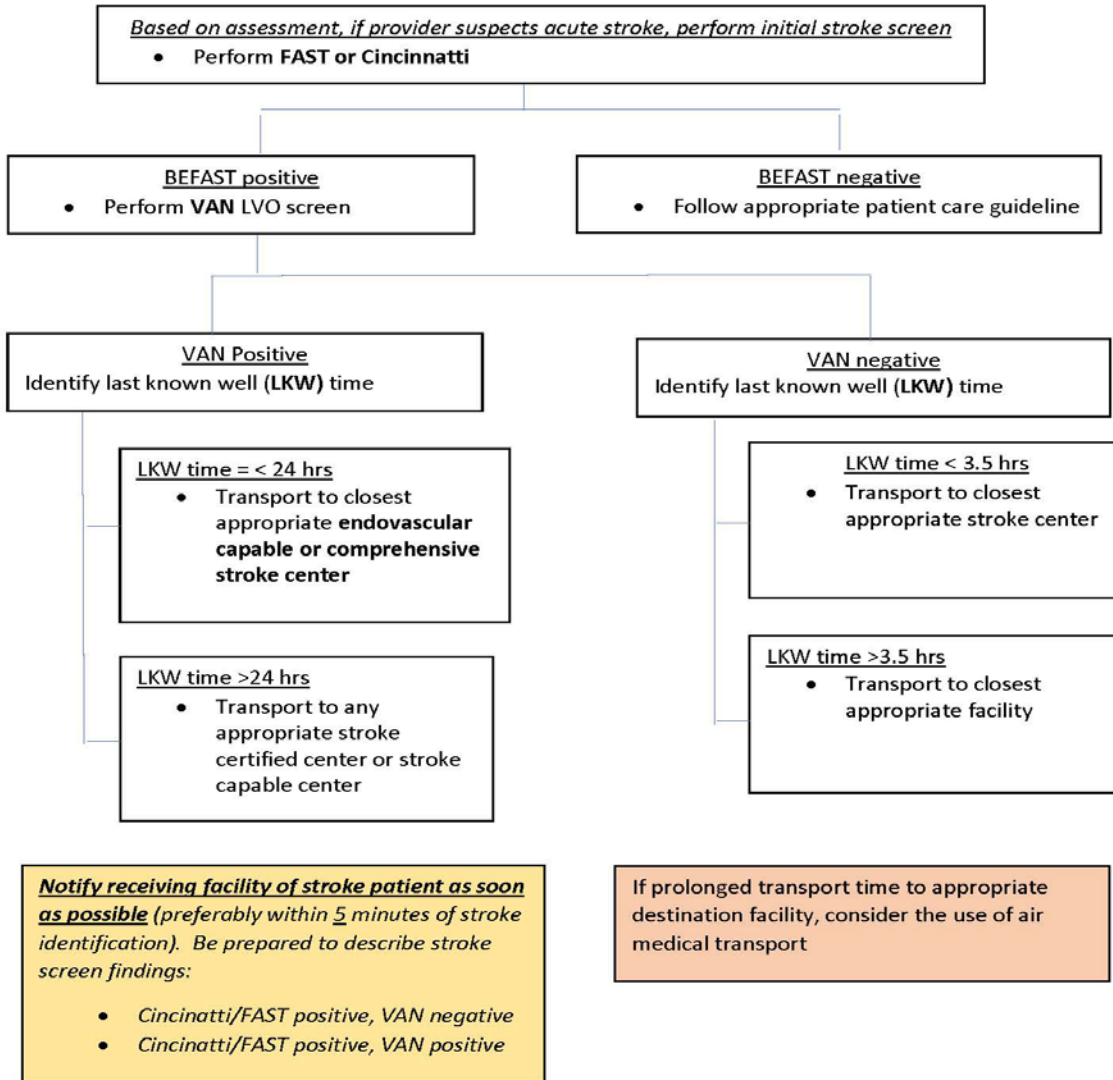 Based on assessment, if provider suspects acute stroke, perform initial stroke screen
• Perform FAST or Cincinnatti
BEFAST positive
• Perform VAN LVO screen
BEFAST negative
• Follow appropriate patient care guideline
VAN Positive
Identify last known well (LKW) time
VAN negative
Identify last known well (LKW) time
LKW time = < 24 hrs
• Transport to closest
appropriate endovascular
capable or comprehensive
stroke center
LKW time >24 hrs
• Transport to any
appropriate stroke
certified center or stroke
capable center
LKW time < 3.5 hrs
• Transport to closest
appropriate stroke center
LKW time >3.5 hrs
• Transport to closest
appropriate facility
Notify receiving facility of stroke patient as soon
as possible (preferably within 5 minutes of stroke
identification). Be prepared to describe stroke
screen findings:
• Cincinatti/FAST positive, VAN negative
• Cincinatti/FAST positive, VAN positive
If prolonged transport time to appropriate
destination facility, consider the use of air
medical transport